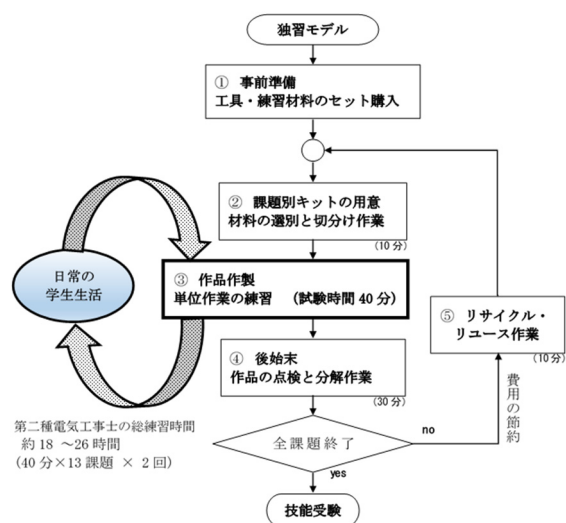 独習モデル
① 事前準備
工具・練習材料のセット購入
② 課題別キットの用意
材料の選別と切分け作業
(10分)
③ 作品作製
単位作業の練習 (試験時間40分)
日常の
学生生活
④ 後始末
作品の点検と分解作業
(30分)
⑤ リサイクル・
リユース作業
(10分)
費用の節約
第二種電気工事士の総練習時間
約18 ～26時間
(40分×13課題 × 2回)
全課題終了
no
yes
技能受験